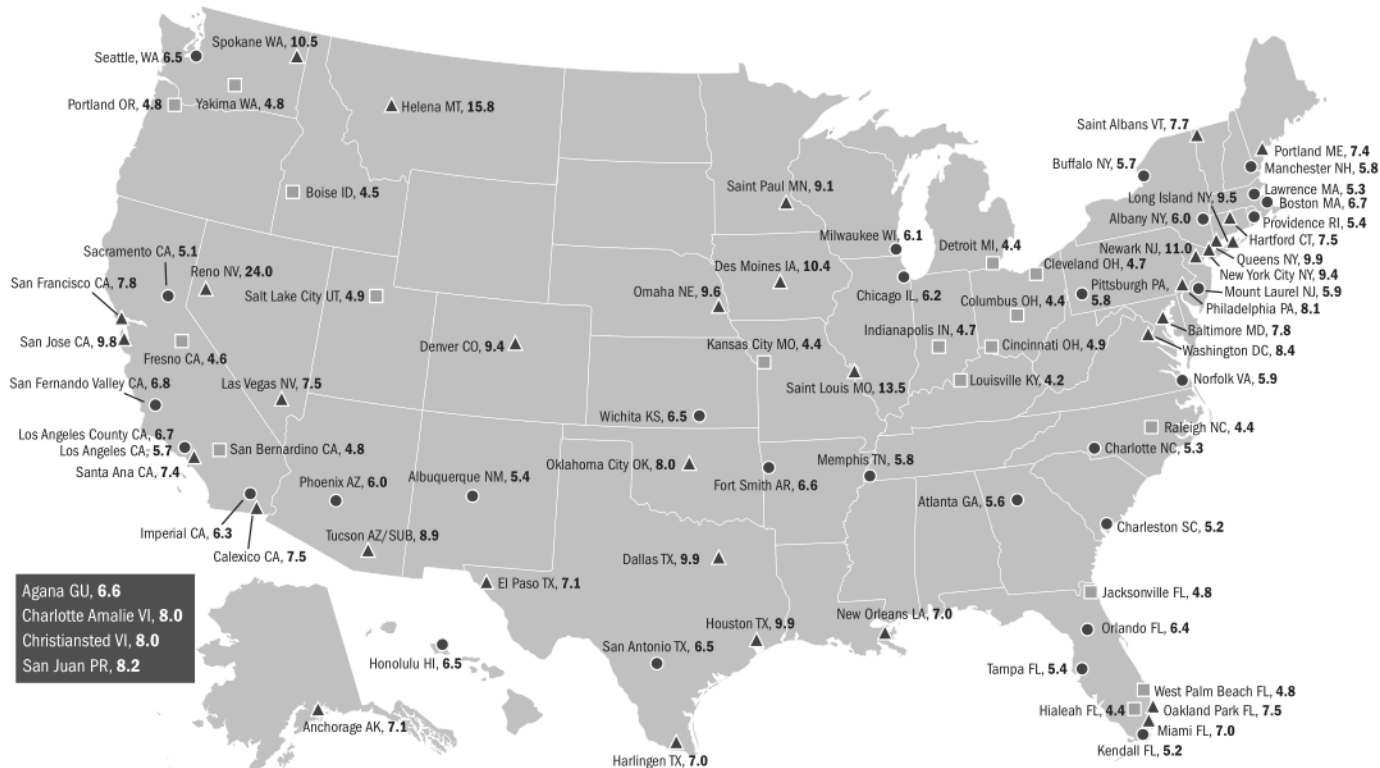 Spokane WA, 10.5
Seattle, WA 6.5
Portland OR, 4.8
Yakima WA, 4.8
Helena MT, 15.8
Boise ID, 4.5
Saint Paul MN, 9.1
Saint Albans VT, 7.7
Buffalo NY, 5.7
Portland ME, 7.4
Manchester NH, 5.8
Long Island NY, 9.5
Lawrence MA, 5.3
Boston MA, 6.7
Albany NY, 6.0
Providence RI, 5.4
Hartford CT, 7.5
Newark NJ, 11.0
Queens NY, 9.9
New York City NY, 9.4
Mount Laurel NJ, 5.9
Philadelphia PA, 8.1
Pittsburgh PA,
5.8
Baltimore MD, 7.8
Washington DC, 8.4
Norfolk VA, 5.9
Milwaukee WI, 6.1
Detroit MI, 4.4
Cleveland OH, 4.7
Chicago IL, 6.2
Columbus OH, 4.4
Indianapolis IN, 4.7
Cincinnati OH, 4.9
Louisville KY, 4.2
Des Moines IA, 10.4
Omaha NE, 9.6
Kansas City MO, 4.4
Saint Louis MO, 13.5
Sacramento CA, 5.1
Reno NV, 24.0
San Francisco CA, 7.8
Salt Lake City UT, 4.9
San Jose CA, 9.8
Fresno CA, 4.6
Denver CO, 9.4
San Fernando Valley CA, 6.8
Las Vegas NV, 7.5
Wichita KS, 6.5
Los Angeles County CA, 6.7
Los Angeles CA, 5.7
Santa Ana CA, 7.4
San Bernardino CA, 4.8
Phoenix AZ, 6.0
Albuquerque NM, 5.4
Oklahoma City OK, 8.0
Fort Smith AR, 6.6
Memphis TN, 5.8
Raleigh NC, 4.4
Charlotte NC, 5.3
Atlanta GA, 5.6
Charleston SC, 5.2
Imperial CA, 6.3
Calexico CA, 7.5
Tucson AZ/SUB, 8.9
El Paso TX, 7.1
Dallas TX, 9.9
Houston TX, 9.9
New Orleans LA, 7.0
San Antonio TX, 6.5
Harlingen TX, 7.0
Jacksonville FL, 4.8
Orlando FL, 6.4
Tampa FL, 5.4
West Palm Beach FL, 4.8
Hialeah FL, 4.4
Oakland Park FL, 7.5
Miami FL, 7.0
Kendall FL, 5.2
Agana GU, 6.6
Charlotte Amalie VI, 8.0
Christiansted VI, 8.0
San Juan PR, 8.2
Honolulu HI, 6.5
Anchorage AK, 7.1